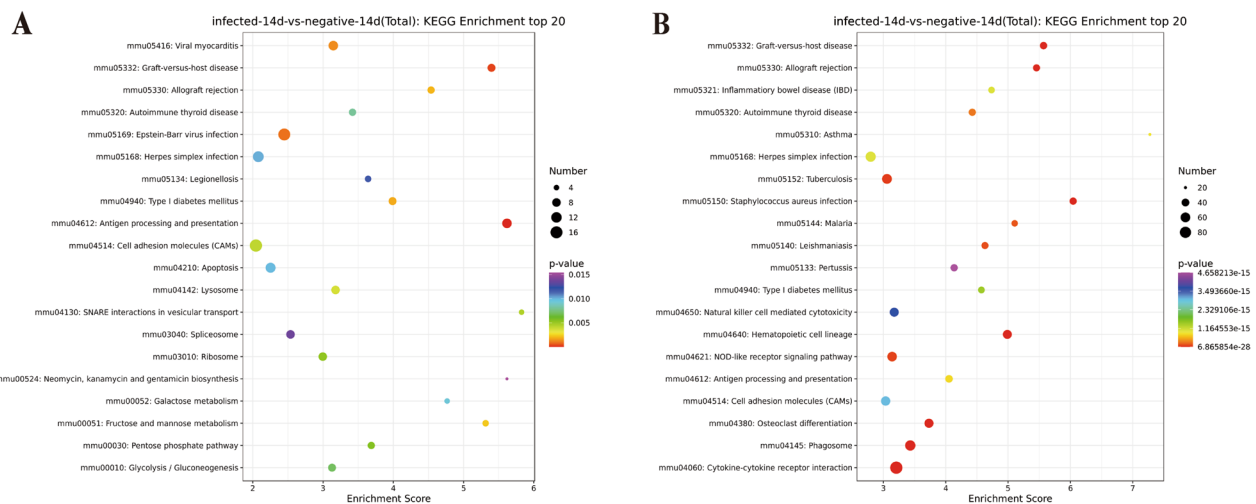 A
infected-14d-vs-negative-14d(Total): KEGG Enrichment top 20
mmu05416: Viral myocarditis
mmu05332: Graft-versus-host disease
mmu05330: Allograft rejection
mmu05320: Autoimmune thyroid disease
mmu05169: Epstein-Barr virus infection
mmu05168: Herpes simplex infection
mmu05134: Legionellosis
mmu04940: Type I diabetes mellitus
mmu04612: Antigen processing and presentation
mmu04514: Cell adhesion molecules (CAMs)
mmu04210: Apoptosis
mmu04142: Lysosome
mmu04130: SNARE interactions in vesicular transport
mmu03040: Spliceosome
mmu03010: Ribosome
mu00524: Neomycin, kanamycin and gentamicin biosynthesis
mmu00052: Galactose metabolism
mmu00051: Fructose and mannose metabolism
mmu00030: Pentose phosphate pathway
mmu00010: Glycolysis / Gluconeogenesis
2 3 4 5 6
Enrichment Score
Number
4
8
12
16
p-value
0.015
0.010
0.005
B
infected-14d-vs-negative-14d(Total): KEGG Enrichment top 20
mmu05332: Graft-versus-host disease
mmu05330: Allograft rejection
mmu05321: Inflammatory bowel disease (IBD)
mmu05320: Autoimmune thyroid disease
mmu05310: Asthma
mmu05168: Herpes simplex infection
mmu05152: Tuberculosis
mmu05150: Staphylococcus aureus infection
mmu05144: Malaria
mmu05140: Leishmaniasis
mmu05133: Pertussis
mmu04940: Type I diabetes mellitus
mmu04650: Natural killer cell mediated cytotoxicity
mmu04640: Hematopoietic cell lineage
mmu04621: NOD-like receptor signaling pathway
mmu04612: Antigen processing and presentation
mmu04514: Cell adhesion molecules (CAMs)
mmu04380: Osteoclast differentiation
mmu04145: Phagosome
mmu04060: Cytokine-cytokine receptor interaction
3 4 5 6 7
Enrichment Score
Number
20
40
60
80
p-value
4.658213e-15
3.493660e-15
2.329106e-15
1.164553e-15
6.865854e-28